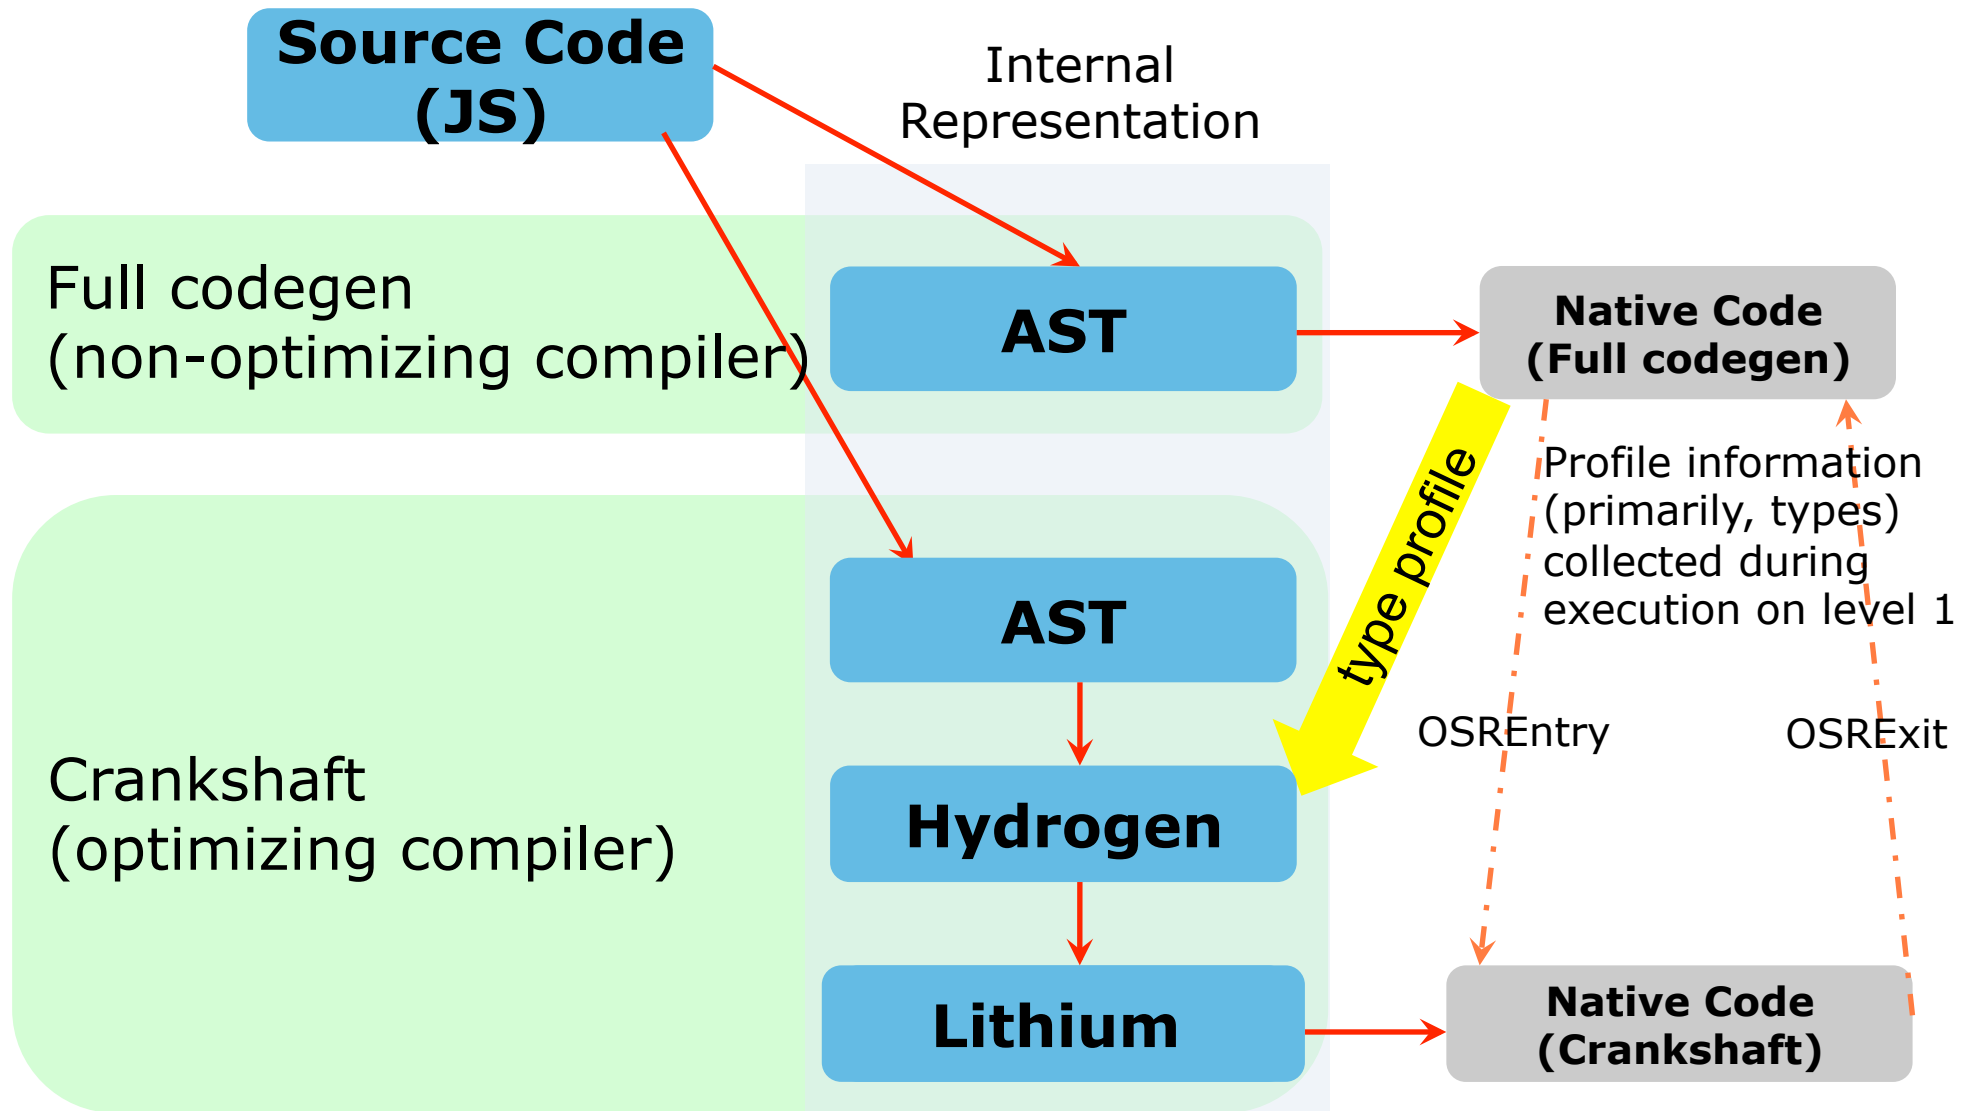 Source Code
(JS)
Internal
Representation
Full codegen
(non-optimizing compiler)
AST
Native Code
(Full codegen)
type profile
Profile information
(primarily, types)
collected during
execution on level 1
AST
OSREntry
OSRExit
Crankshaft
(optimizing compiler)
Hydrogen
Lithium
Native Code
(Crankshaft)